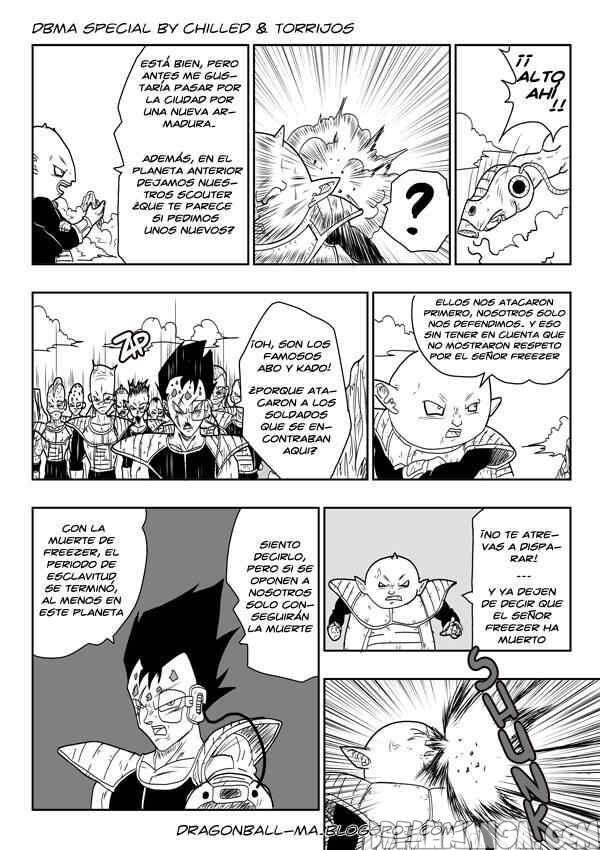 DBMA SPECIAL BY CHILLED & TORRIJOS
ESTÁ BIEN, PERO
ANTES ME GUS-
TARÍA PASAR POR
LA CIUDAD POR
UNA NUEVA AR-
MADURA.
ADEMÁS, EN EL
PLANETA ANTERIOR
DEJAMOS NUES-
TROS SCOUTER
¿QUE TE PARECE
SI PEDIMOS
UNOS NUEVOS?
?
¡¡
ALTO
AHÍ
!!
ZAP
¡OH, SON LOS
FAMOSOS
ABO Y KADO!
¿PORQUE ATA-
CARON A LOS
SOLDADOS
QUE SE EN-
CONTRABAN
AQUI?
ELLOS NOS ATACARON
PRIMERO, NOSOTROS SOLO
NOS DEFENDIMOS. Y ESO
SIN TENER EN CUENTA QUE
NO MOSTRARON RESPETO
POR EL SEÑOR FREEZER
CON LA
MUERTE DE
FREEZER, EL
PERIODO DE
ESCLAVITUD
SE TERMINÓ,
AL MENOS EN
ESTE PLANETA
SIENTO
DECIRLO,
PERO SI SE
OPONEN A
NOSOTROS
SOLO CON-
SEGUIRÁN
LA MUERTE
¡NO TE ATRE-
VAS A DISPA-
RAR!
---
Y YA DEJEN
DE DECIR QUE
EL SEÑOR
FREEZER HA
MUERTO
SHUNK
DRAGONBALL-MA.BLOGSPOT.COM